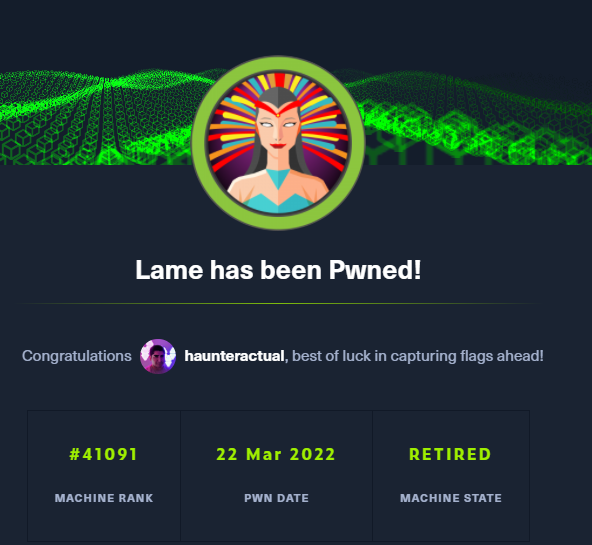 Lame has been Pwned!
Congratulations haunteractual, best of luck in capturing flags ahead!
#41091 22 Mar 2022 RETIRED
MACHINE RANK PWN DATE MACHINE STATE